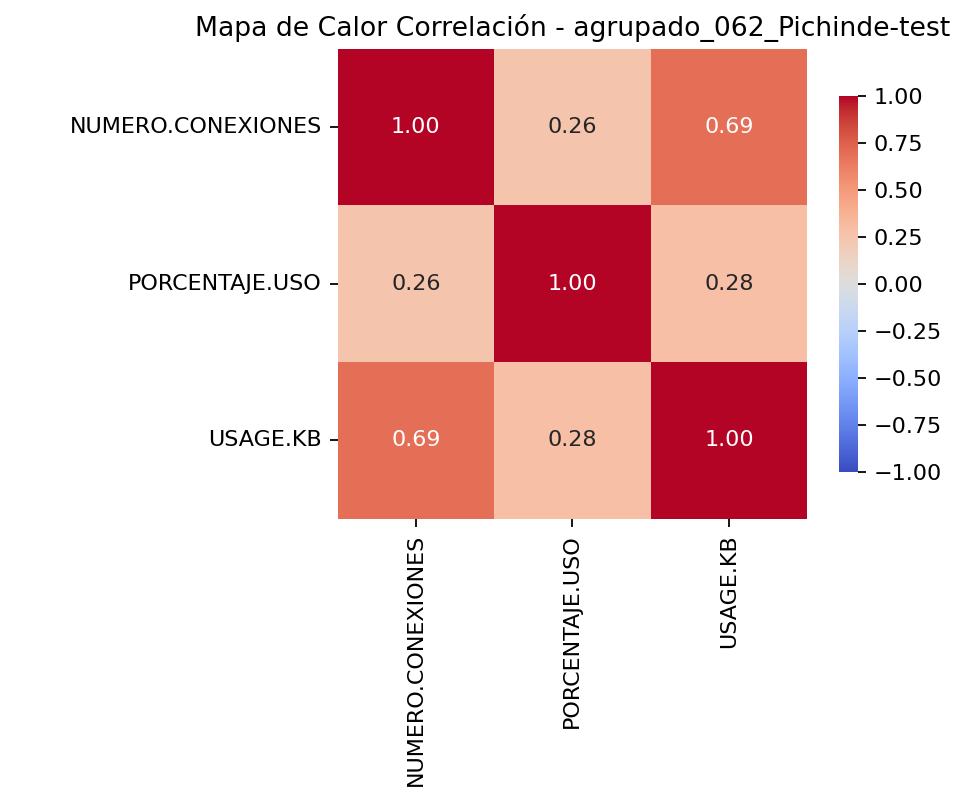 Mapa de Calor Correlación - agrupado_062_Pichinde-test
NUMERO.CONEXIONES
1.00 0.26 0.69
PORCENTAJE.USO
0.26 1.00 0.28
USAGE.KB
0.69 0.28 1.00
NUMERO.CONEXIONES
PORCENTAJE.USO
USAGE.KB
1.00
0.75
0.50
0.25
0.00
−0.25
−0.50
−0.75
−1.00